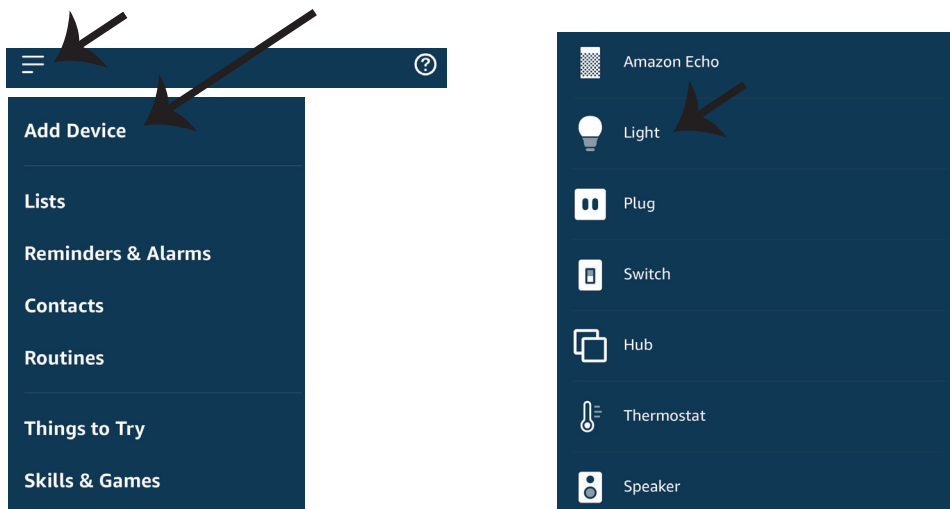 ?
Add Device
Lists
Reminders & Alarms
Contacts
Routines
Things to Try
Skills & Games
Amazon Echo
Light
Plug
Switch
Hub
Thermostat
Speaker